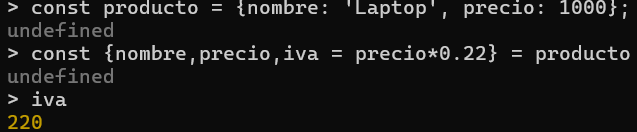 > const producto = {nombre: 'Laptop', precio: 1000};
undefined
> const {nombre,precio,iva = precio*0.22} = producto
undefined
> iva
220